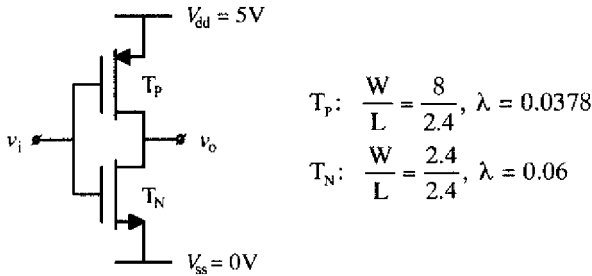 V_dd = 5V
T_P
v_i
v_o
T_N
V_ss = 0V
T_P: W/L = 8/2.4, λ = 0.0378
T_N: W/L = 2.4/2.4, λ = 0.06